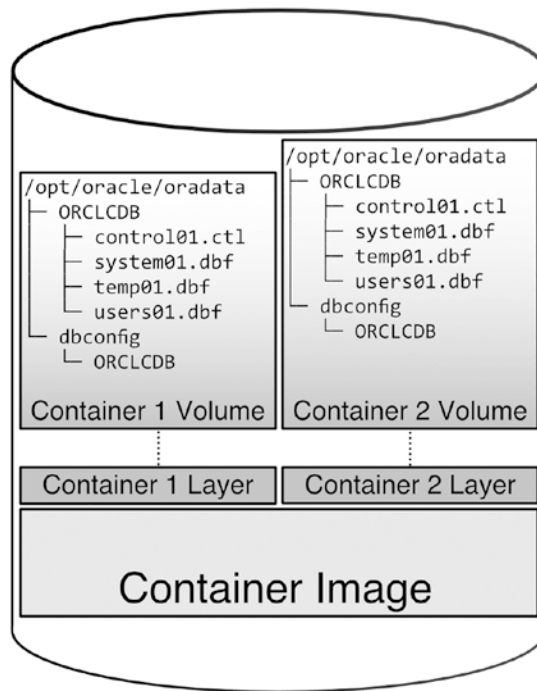 /opt/oracle/oradata
├─ ORCLCDB
│  ├─ control01.ctl
│  ├─ system01.dbf
│  ├─ temp01.dbf
│  └─ users01.dbf
└─ dbconfig
   └─ ORCLCDB
Container 1 Volume
/opt/oracle/oradata
├─ ORCLCDB
│  ├─ control01.ctl
│  ├─ system01.dbf
│  ├─ temp01.dbf
│  └─ users01.dbf
└─ dbconfig
   └─ ORCLCDB
Container 2 Volume
Container 1 Layer
Container 2 Layer
Container Image